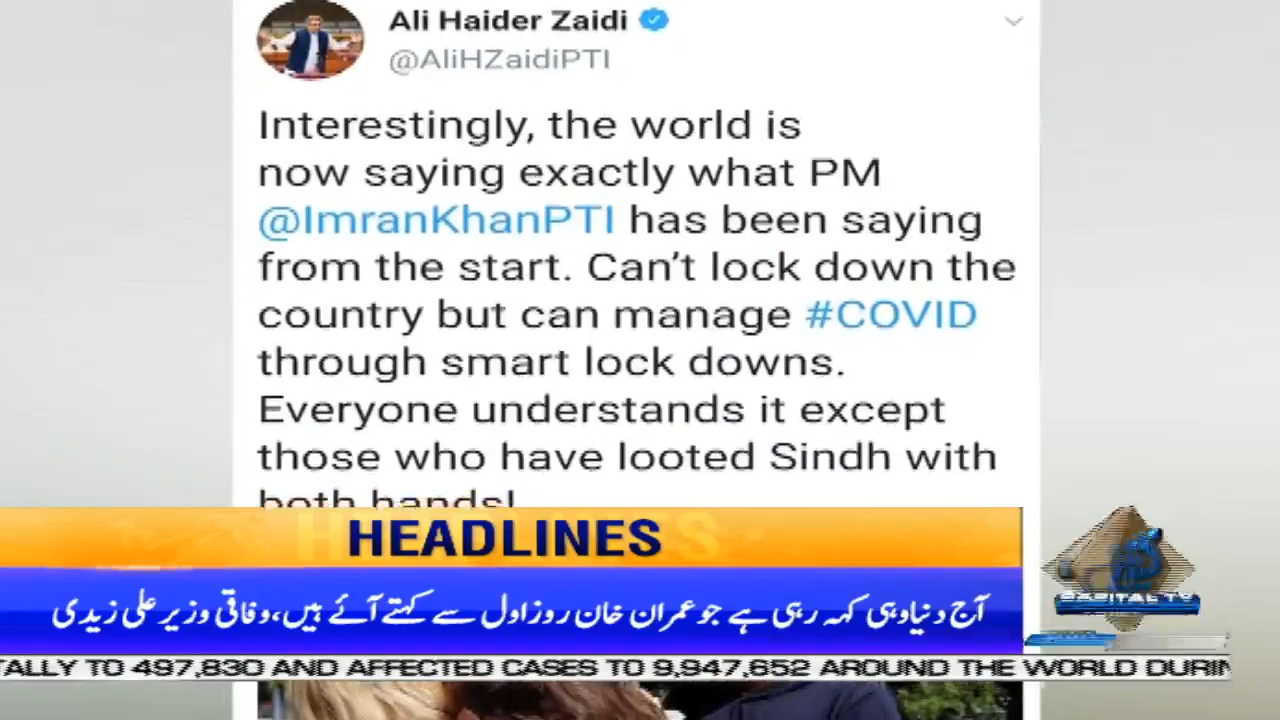 Ali Haider Zaidi
@AliHZaidiPTI
Interestingly, the world is
now saying exactly what PM
@ImranKhanPTI has been saying
from the start. Can't lock down the
country but can manage #COVID
through smart lock downs.
Everyone understands it except
those who have looted Sindh with
both hands!
HEADLINES
آج دنیا وہی کہہ رہی ہے جو عمران خان روز اول سے کہتے آئے ہیں، وفاقی وزیر علی زیدی
CAPITAL TV
TALLY TO 497,830 AND AFFECTED CASES TO 9,947,652 AROUND THE WORLD DURIN